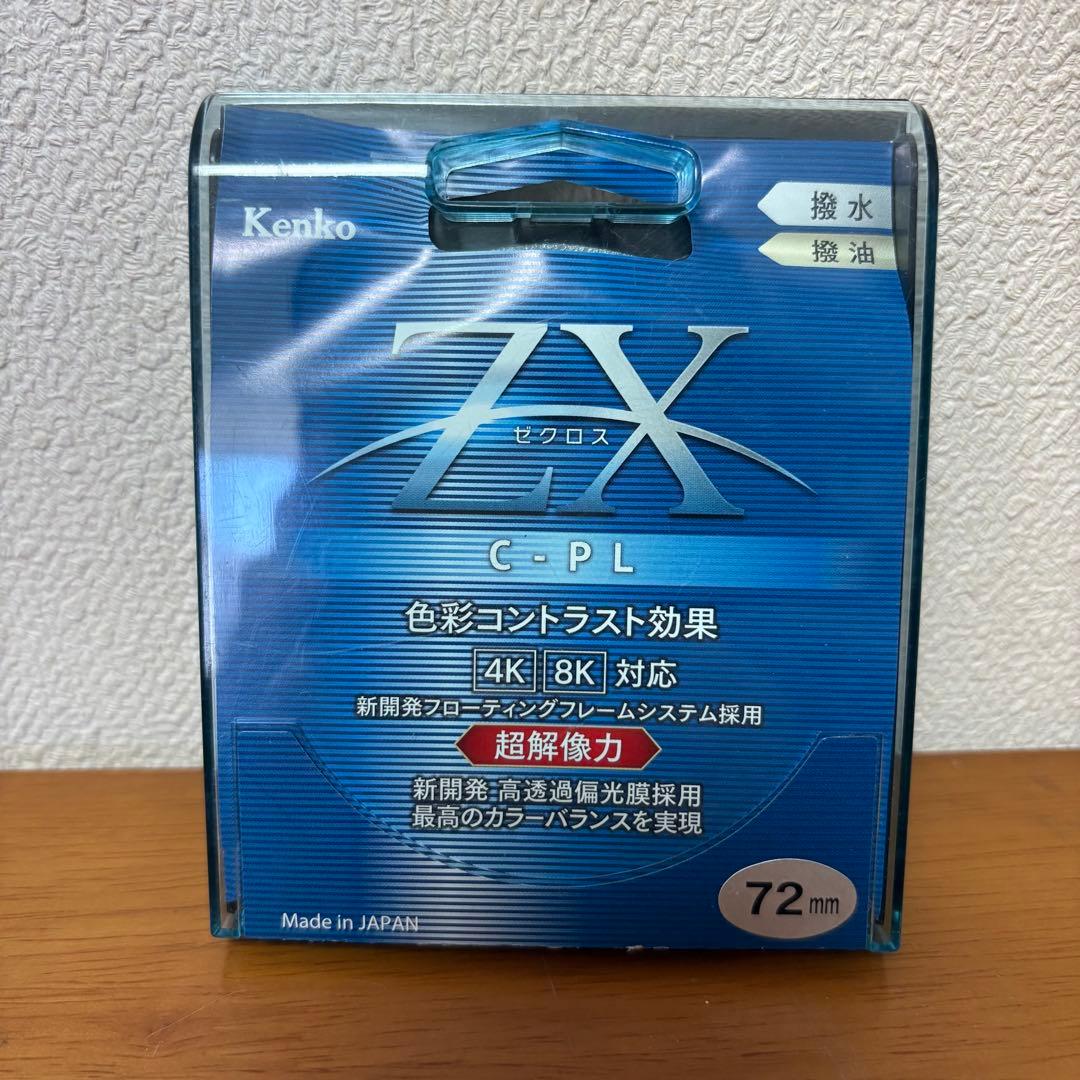 Kenko
撥水
撥油
ZX
ゼクロス
C-PL
色彩コントラスト効果
4K 8K 対応
新開発フローティングフレームシステム採用
超解像力
新開発 高透過偏光膜採用
最高のカラーバランスを実現
72mm
Made in JAPAN